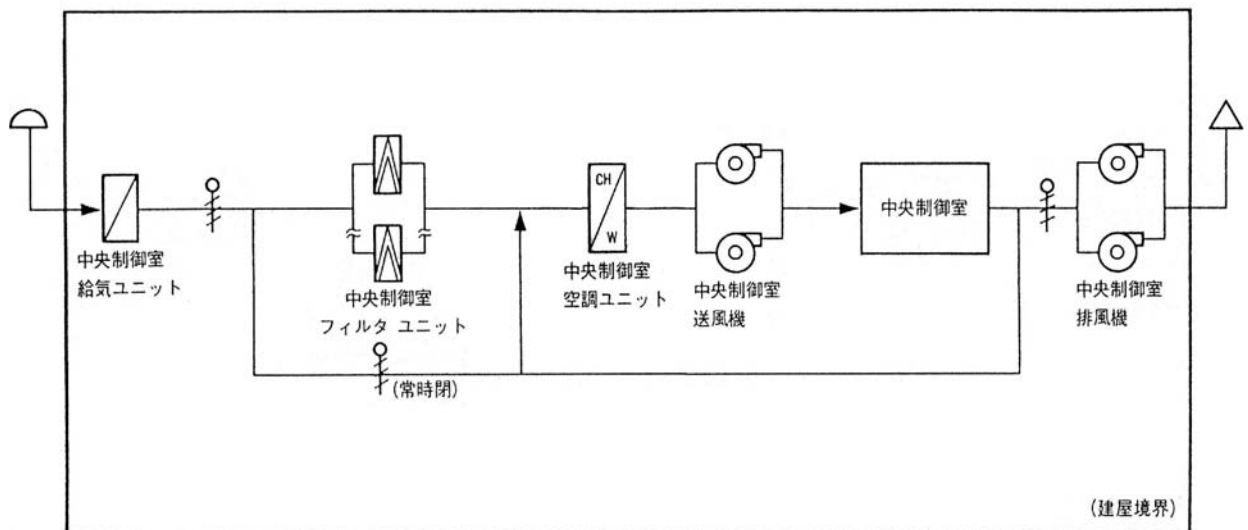 中央制御室
給気ユニット
中央制御室
フィルタ ユニット
(常時閉)
CH
W
中央制御室
空調ユニット
中央制御室
送風機
中央制御室
中央制御室
排風機
(建屋境界)